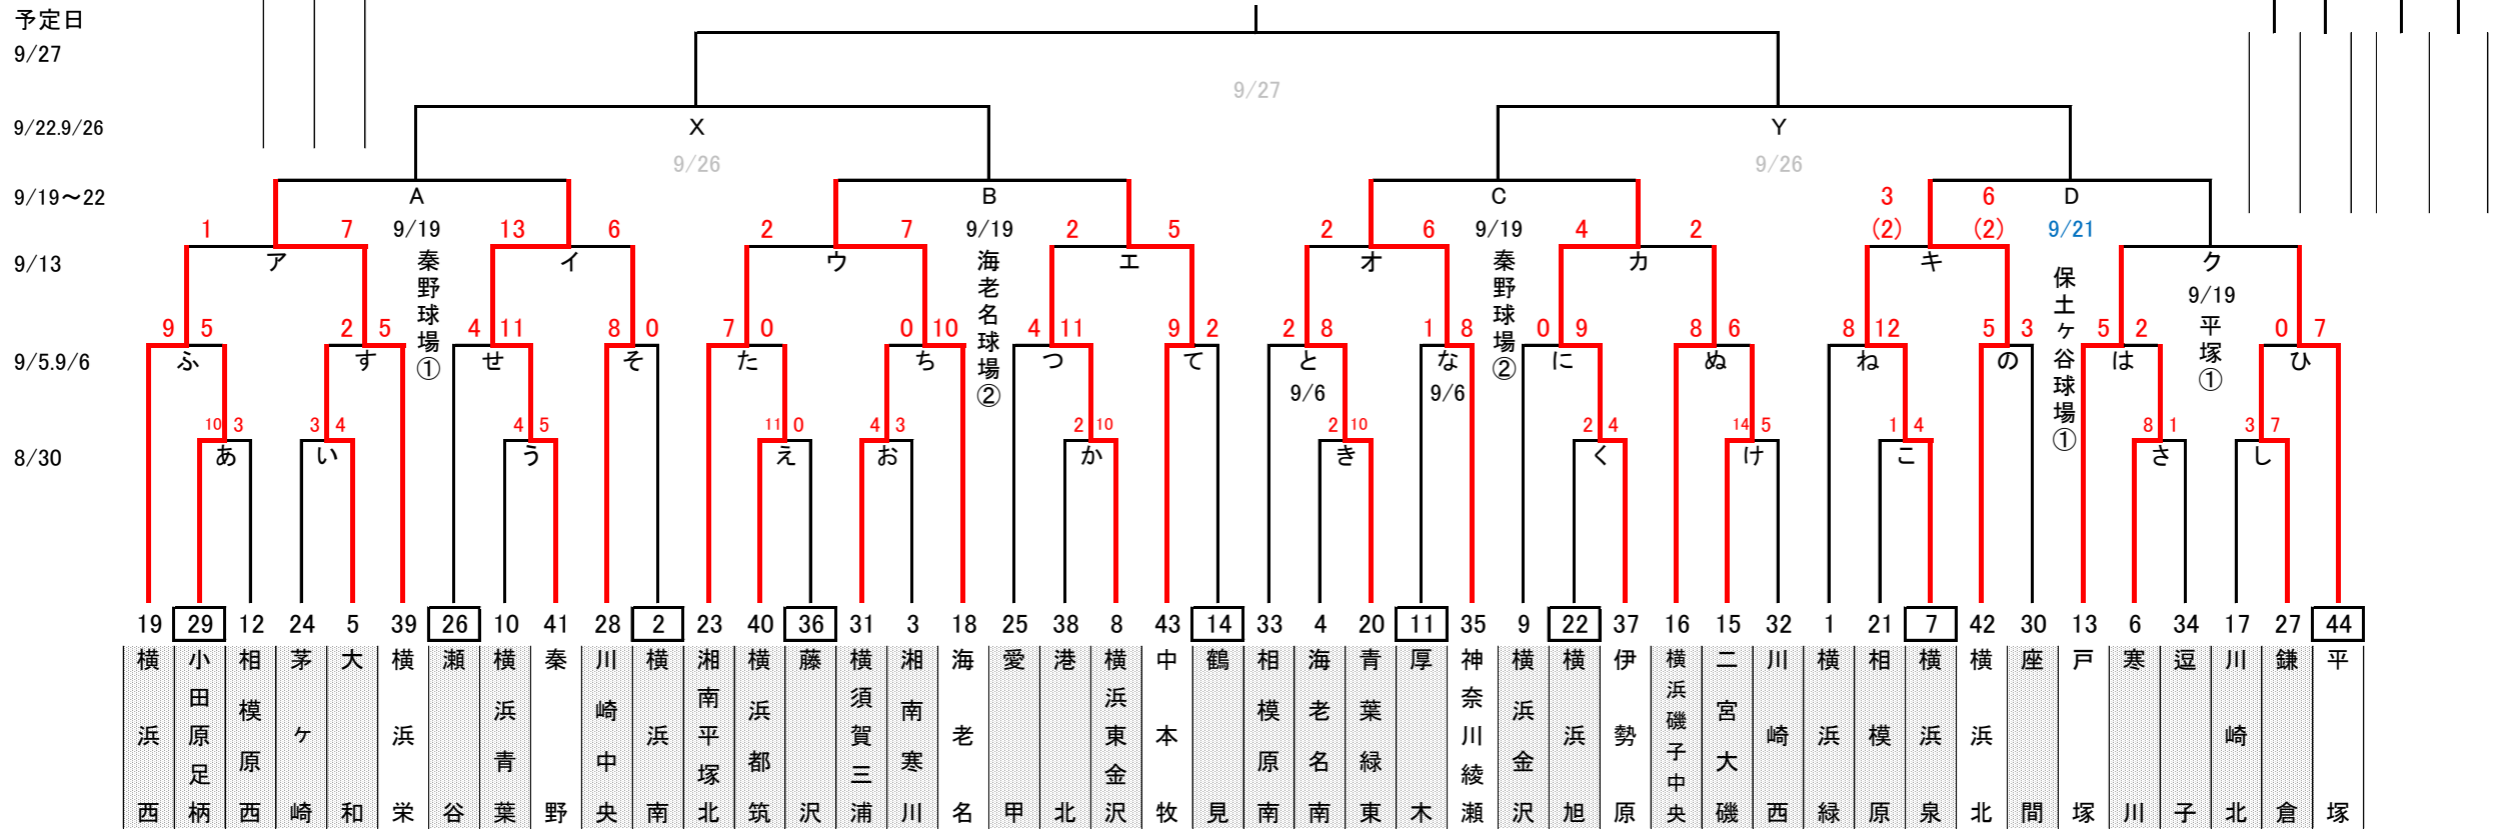 予定日
9/27
9/27
9/22.9/26
X
Y
9/26
9/26
9/19～22
A
B
C
3
6
D
1
7
9/19
13
6
2
7
9/19
2
5
2
6
9/19
4
2
(2)
(2)
9/21
9/13
ア
秦野球場①
イ
ウ
海老名球場②
エ
オ
秦野球場②
カ
キ
保土ヶ谷球場①
ク
9/19
平塚①
9 5
2 5
4 11
8 0
7 0
0 10
4 11
9 2
2 8
1 8
0 9
8 6
8 12
5 3
5 2
0 7
9/5.9/6
ふ
す
せ
そ
た
ち
つ
て
と
な
に
ぬ
ね
の
は
ひ
9/6
9/6
10 3
3 4
4 5
11 0
4 3
2 10
2 10
2 4
14 5
1 4
8 1
3 7
8/30
あ
い
う
え
お
か
き
く
け
こ
さ
し
19 29 12 24 5 39 26 10 41 28 2 23 40 36 31 3 18 25 38 8 43 14 33 4 20 11 35 9 22 37 16 15 32 1 21 7 42 30 13 6 34 17 27 44
横浜西
小田原足柄
相模原西
茅ヶ崎
大和
横浜栄
瀬谷
横浜青葉
秦野
川崎中央
横浜南
湘南平塚北
横浜都筑
藤沢
横須賀三浦
湘南寒川
海老名
愛甲
港北
横浜東金沢
中本牧
鶴見
相模原南
海老名南
青葉緑東
厚木
神奈川綾瀬
横浜金沢
横浜旭
伊勢原
横浜磯子中央
二宮大磯
川崎西
横浜緑
相模原
横浜泉
横浜北
座間
戸塚
寒川
逗子
川崎北
鎌倉
平塚